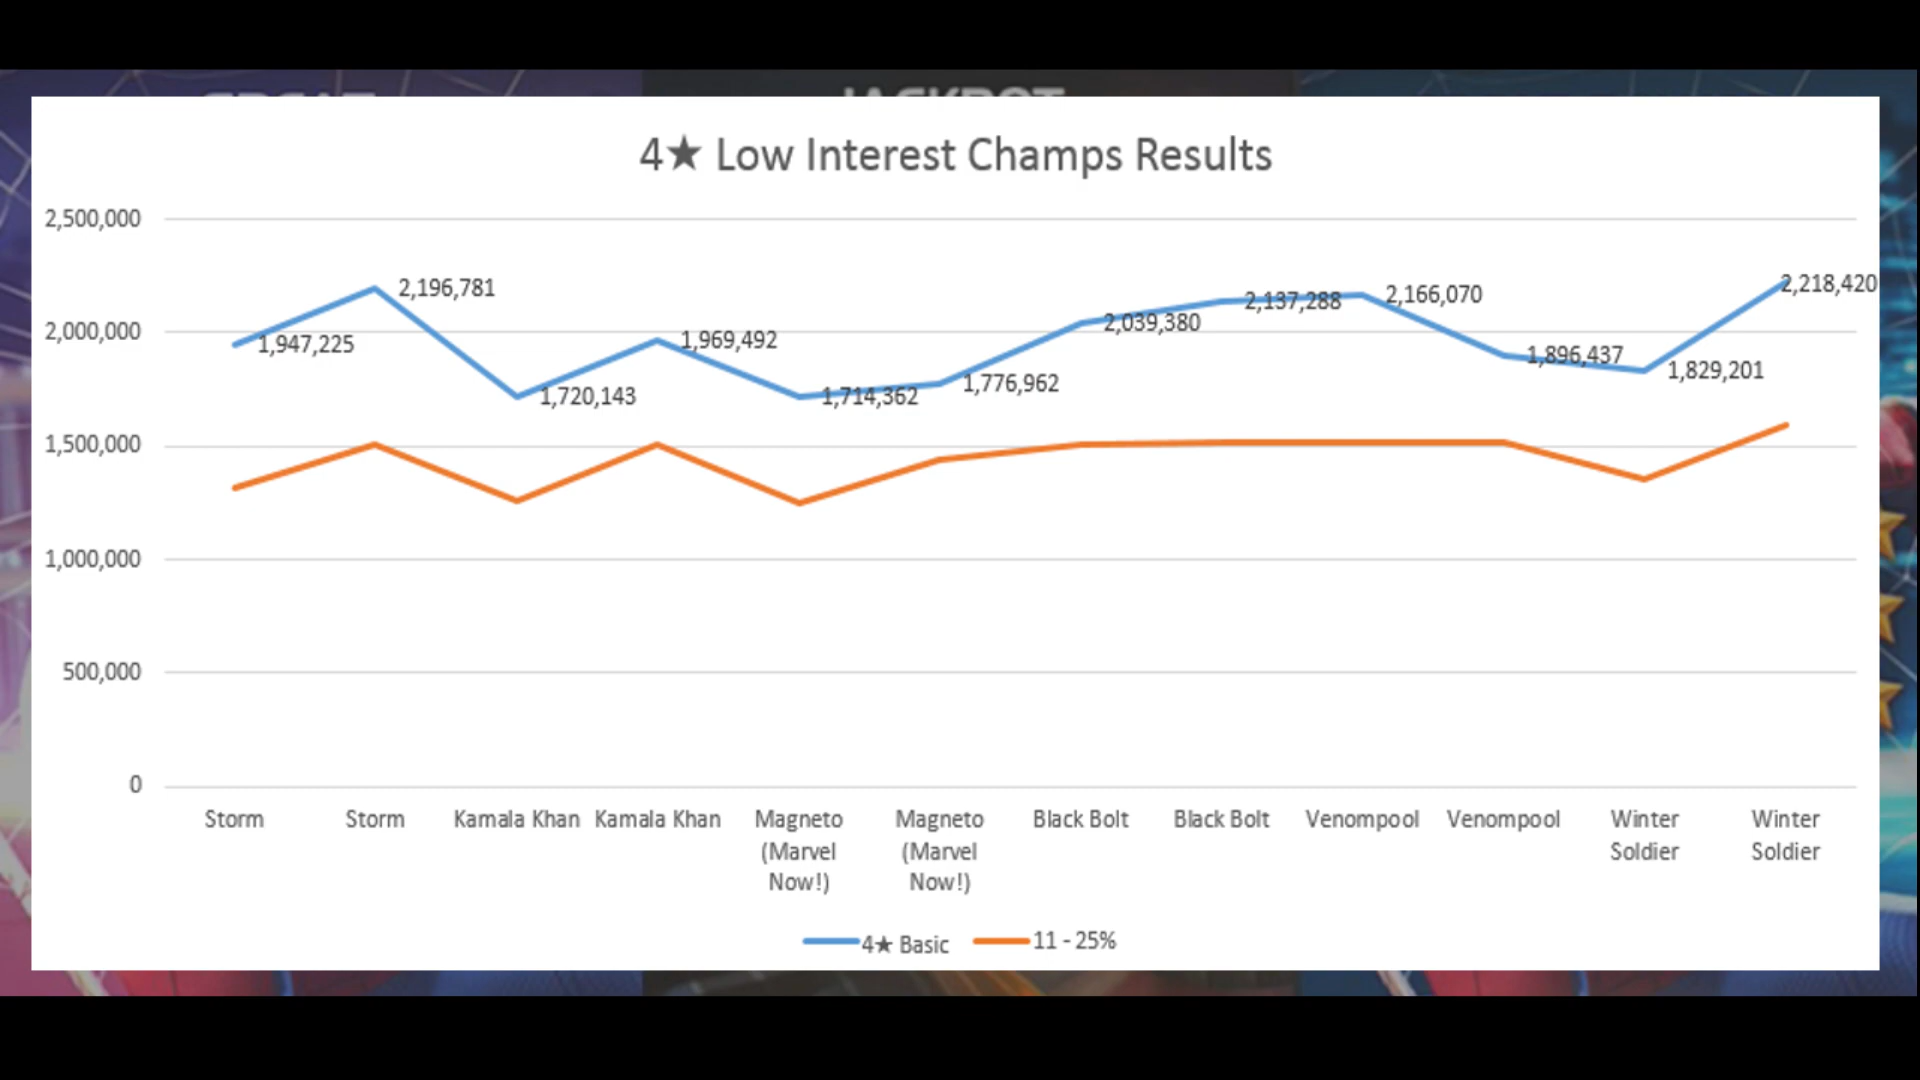 JACKPOT
4★ Low Interest Champs Results
2,500,000
2,000,000
1,500,000
1,000,000
500,000
0
1,947,225
2,196,781
1,720,143
1,969,492
1,714,362
1,776,962
2,039,380
2,137,288
2,166,070
1,896,437
1,829,201
2,218,420
Storm
Storm
Kamala Khan
Kamala Khan
Magneto
(Marvel
Now!)
Magneto
(Marvel
Now!)
Black Bolt
Black Bolt
Venompool
Venompool
Winter
Soldier
Winter
Soldier
4★ Basic
11 - 25%